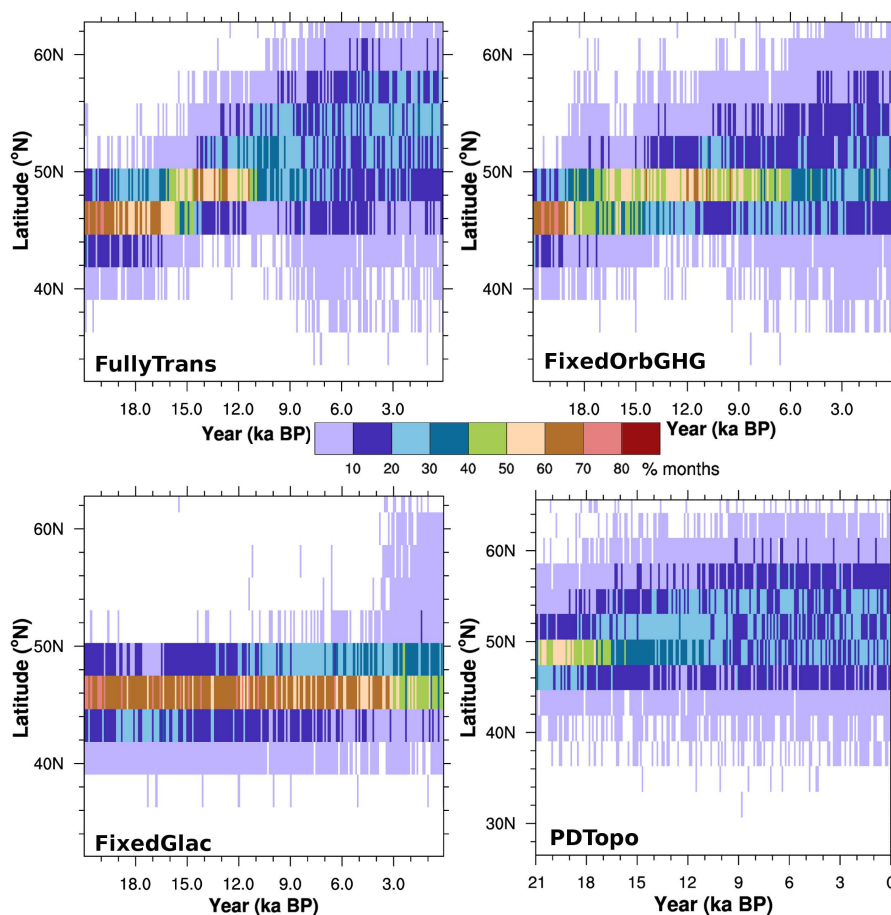 60N
50N
40N
Latitude (°N)
FullyTrans
18.0 15.0 12.0 9.0 6.0 3.0
Year (ka BP)
60N
50N
40N
Latitude (°N)
FixedOrbGHG
18.0 15.0 12.0 9.0 6.0 3.0
Year (ka BP)
10 20 30 40 50 60 70 80 % months
60N
50N
40N
Latitude (°N)
FixedGlac
18.0 15.0 12.0 9.0 6.0 3.0
Year (ka BP)
60N
50N
40N
30N
Latitude (°N)
PDTopo
21 18 15 12 9 6 3 0
Year (ka BP)